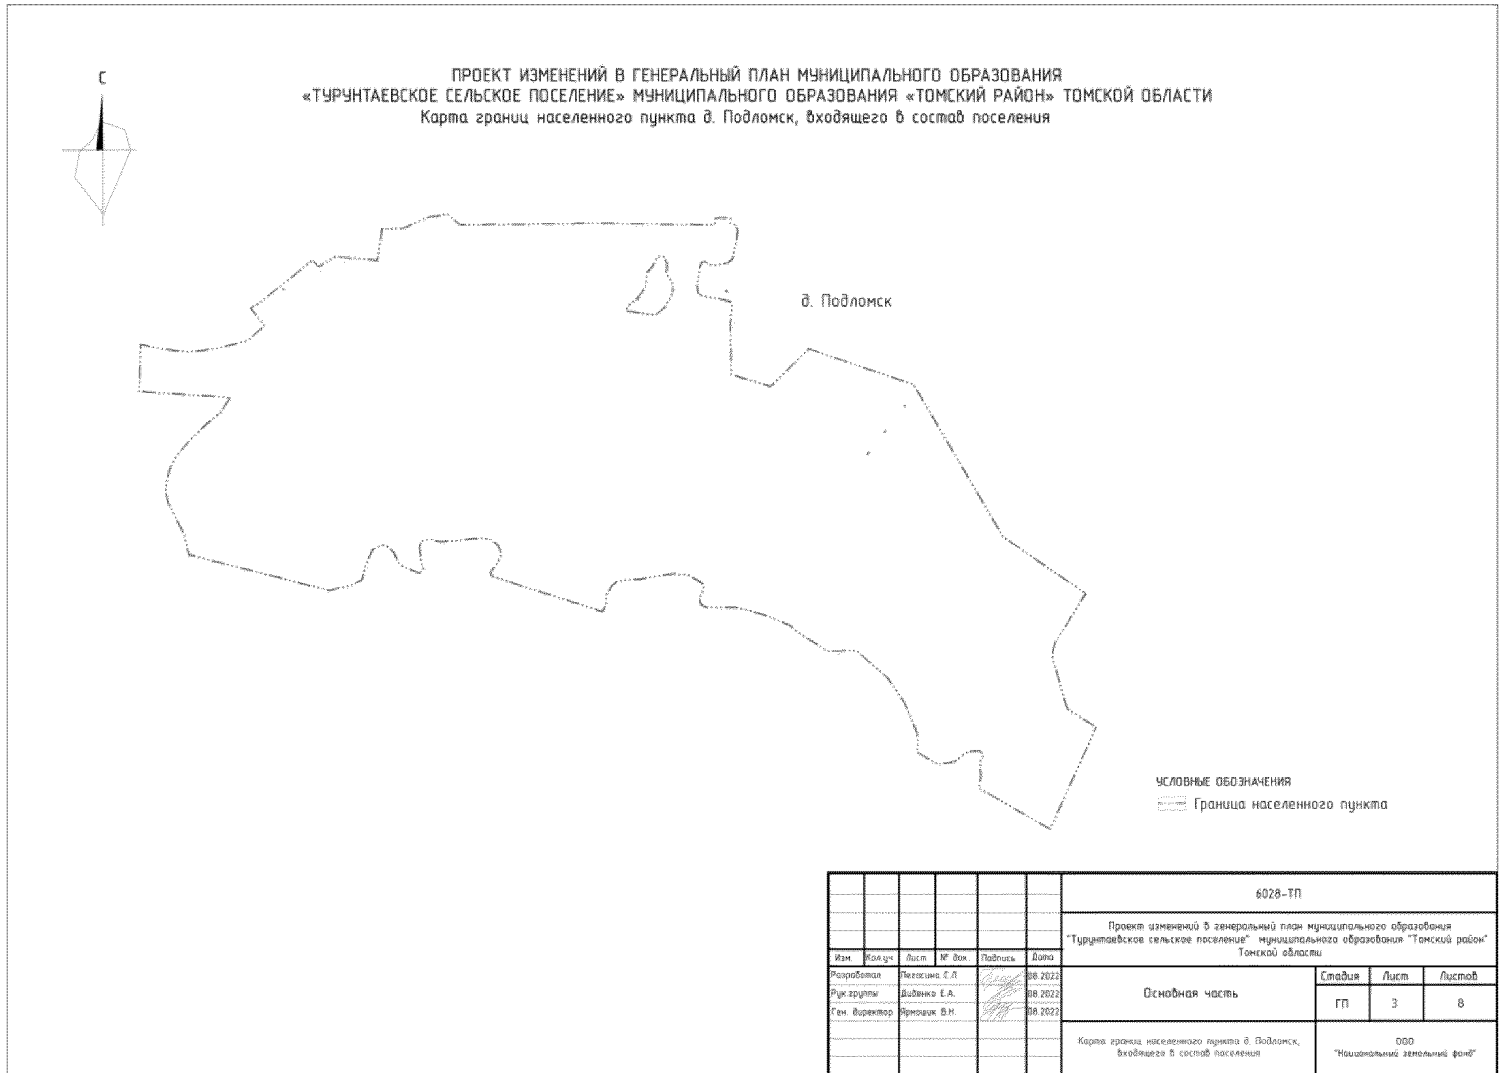 С
ПРОЕКТ ИЗМЕНЕНИЙ В ГЕНЕРАЛЬНЫЙ ПЛАН МУНИЦИПАЛЬНОГО ОБРАЗОВАНИЯ
«ТУРУНТАЕВСКОЕ СЕЛЬСКОЕ ПОСЕЛЕНИЕ» МУНИЦИПАЛЬНОГО ОБРАЗОВАНИЯ «ТОМСКИЙ РАЙОН» ТОМСКОЙ ОБЛАСТИ
Карта границ населенного пункта д. Подломск, входящего в состав поселения
д. Подломск
УСЛОВНЫЕ ОБОЗНАЧЕНИЯ
Граница населенного пункта
6028-ТП
Проект изменений в генеральный план муниципального образования
"Турунтаевское сельское поселение" муниципального образования "Томский район"
Томской области
Изм. Кол.уч Лист № док. Подпись Дата
Разработал С.Л 08.2022
Рук.группы Диденко Е.А. 08.2022
Ген. директор В.Н. 08.2022
Основная часть
Стадия Лист Листов
ГП 3 8
Карта границ населенного пункта д. Подломск,
входящего в состав поселения
ООО
"Национальный земельный фонд"